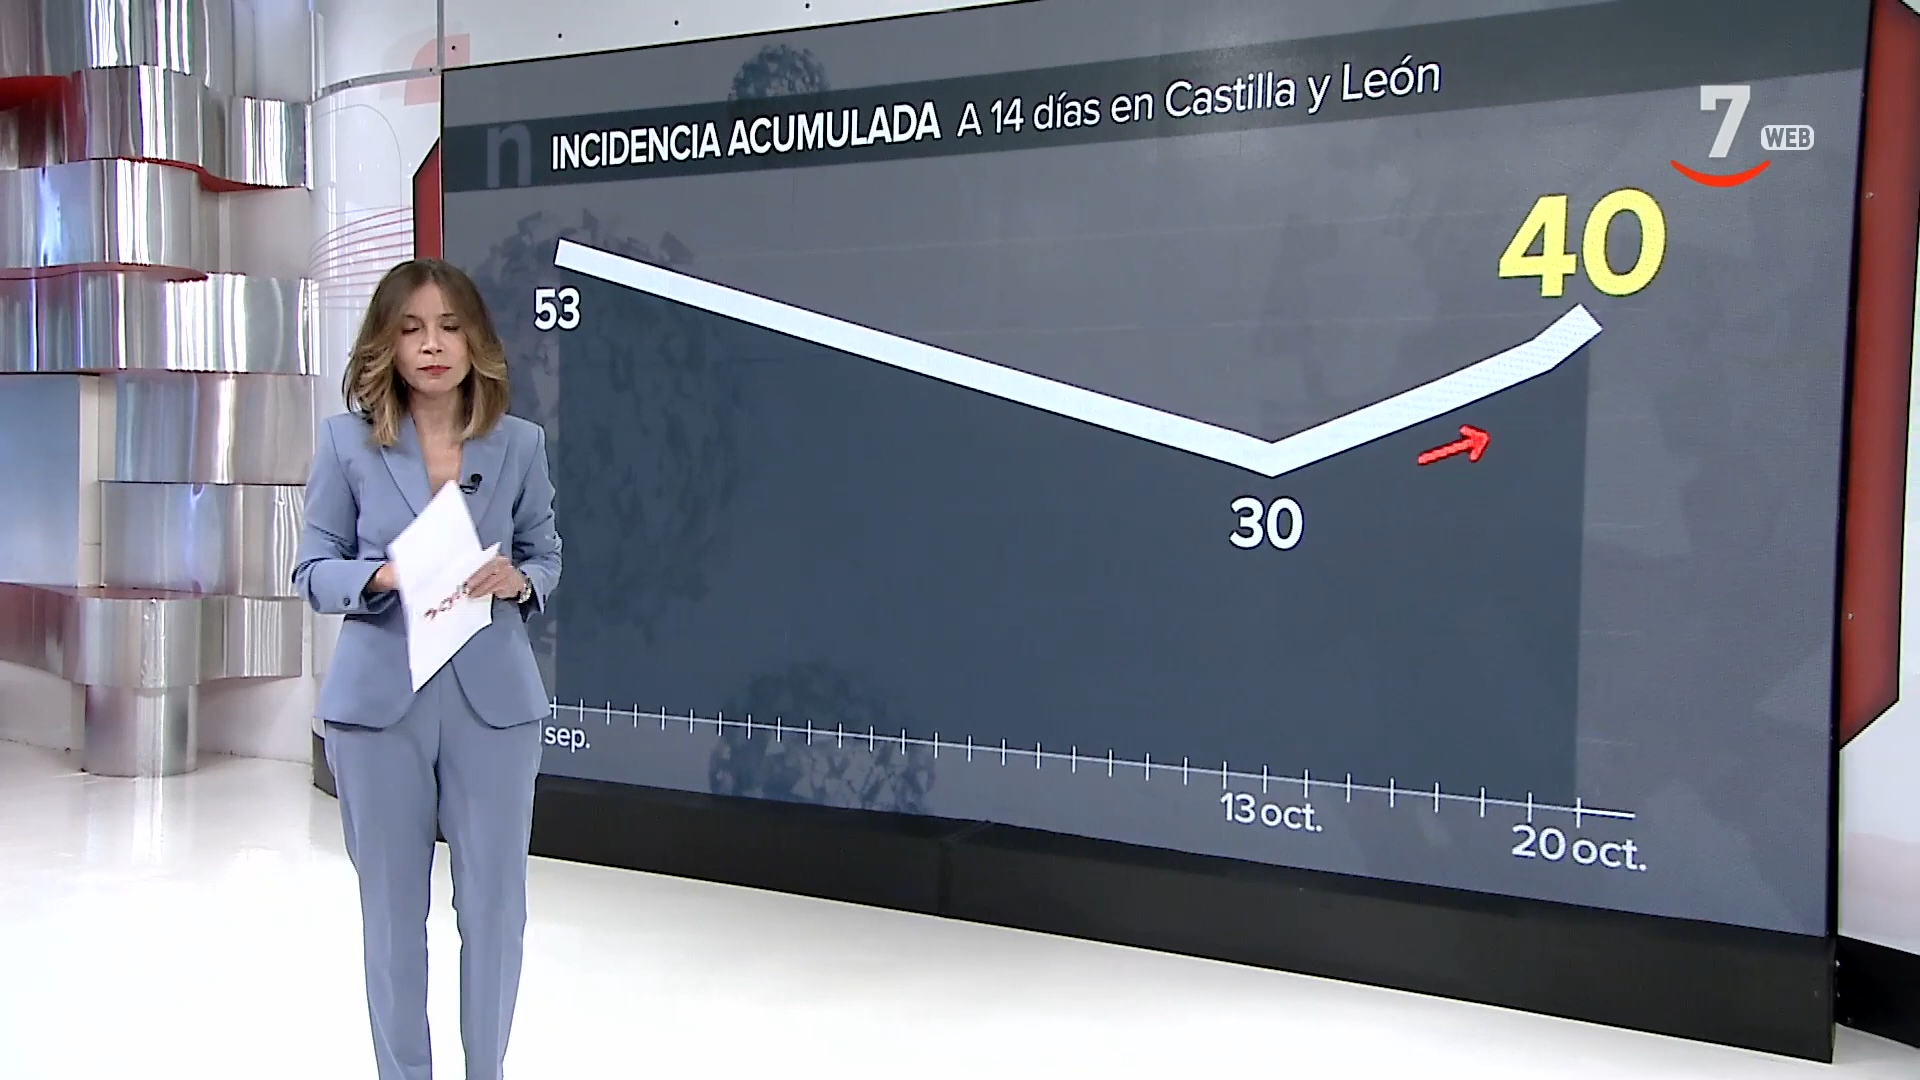 n INCIDENCIA ACUMULADA A 14 días en Castilla y León
7 WEB
40
53
30
sep.
13 oct.
20 oct.